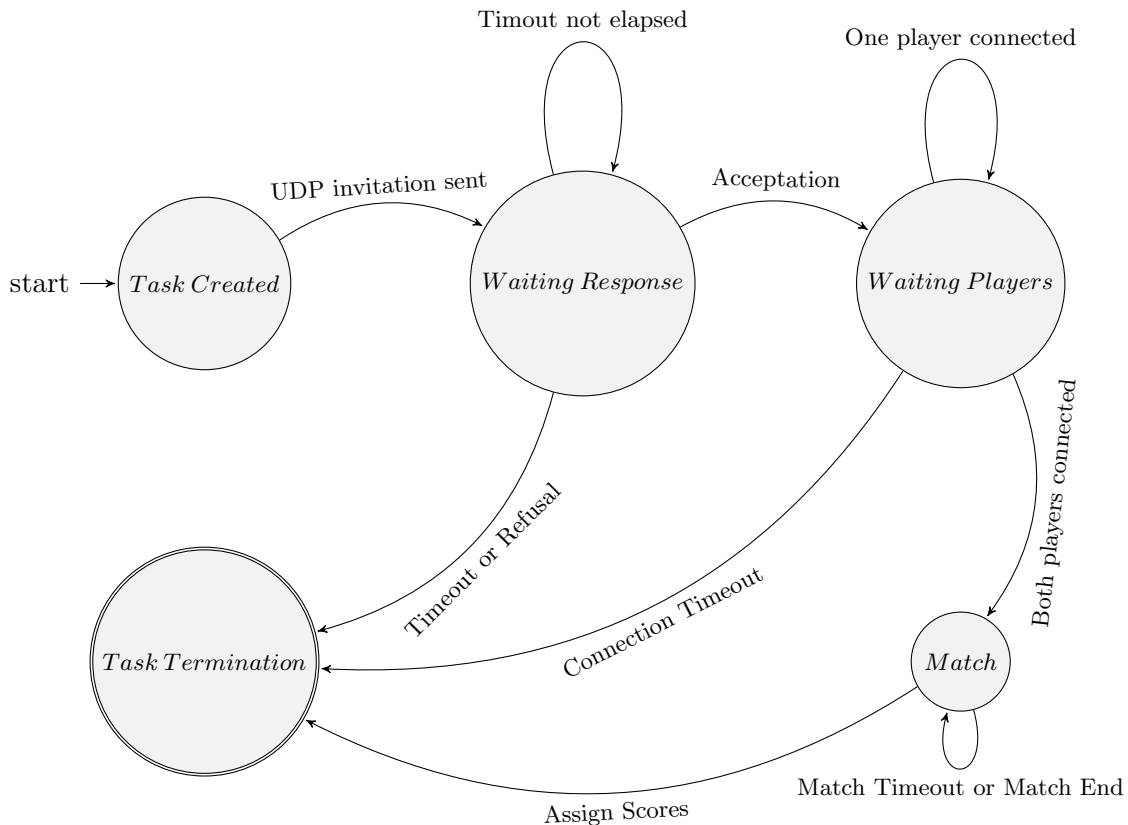 Timout not elapsed
One player connected
UDP invitation sent
Acceptation
start
Task Created
Waiting Response
Waiting Players
Both players connected
Timeout or Refusal
Connection Timeout
Task Termination
Match
Match Timeout or Match End
Assign Scores